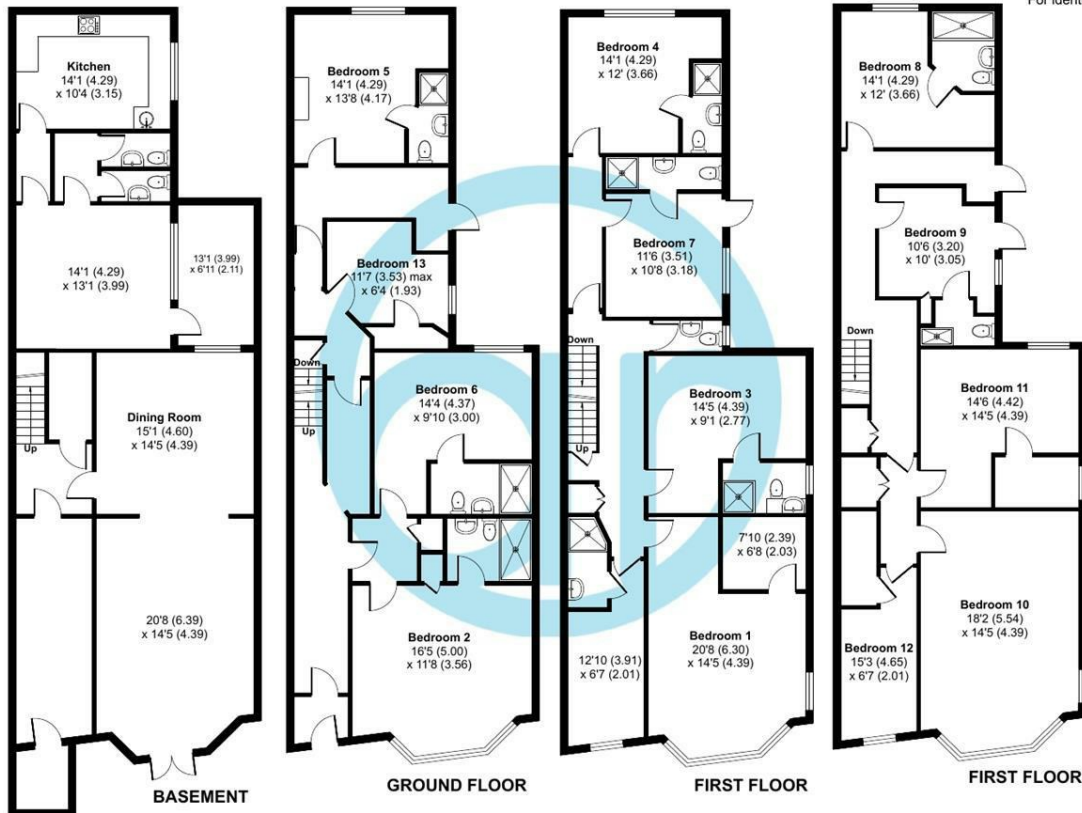 For ident
Kitchen
14'1 (4.29)
x 10'4 (3.15)
14'1 (4.29)
x 13'1 (3.99)
13'1 (3.99)
x 6'11 (2.11)
Dining Room
15'1 (4.60)
x 14'5 (4.39)
Up
20'8 (6.39)
x 14'5 (4.39)
BASEMENT
Bedroom 5
14'1 (4.29)
x 13'8 (4.17)
Bedroom 13
11'7 (3.53) max
x 6'4 (1.93)
Down
Up
Bedroom 6
14'4 (4.37)
x 9'10 (3.00)
Bedroom 2
16'5 (5.00)
x 11'8 (3.56)
GROUND FLOOR
Bedroom 4
14'1 (4.29)
x 12' (3.66)
Bedroom 7
11'6 (3.51)
x 10'8 (3.18)
Down
Up
Bedroom 3
14'5 (4.39)
x 9'1 (2.77)
7'10 (2.39)
x 6'8 (2.03)
Bedroom 1
20'8 (6.30)
x 14'5 (4.39)
12'10 (3.91)
x 6'7 (2.01)
FIRST FLOOR
Bedroom 8
14'1 (4.29)
x 12' (3.66)
Bedroom 9
10'6 (3.20)
x 10' (3.05)
Down
Bedroom 11
14'6 (4.42)
x 14'5 (4.39)
Bedroom 10
18'2 (5.54)
x 14'5 (4.39)
Bedroom 12
15'3 (4.65)
x 6'7 (2.01)
FIRST FLOOR